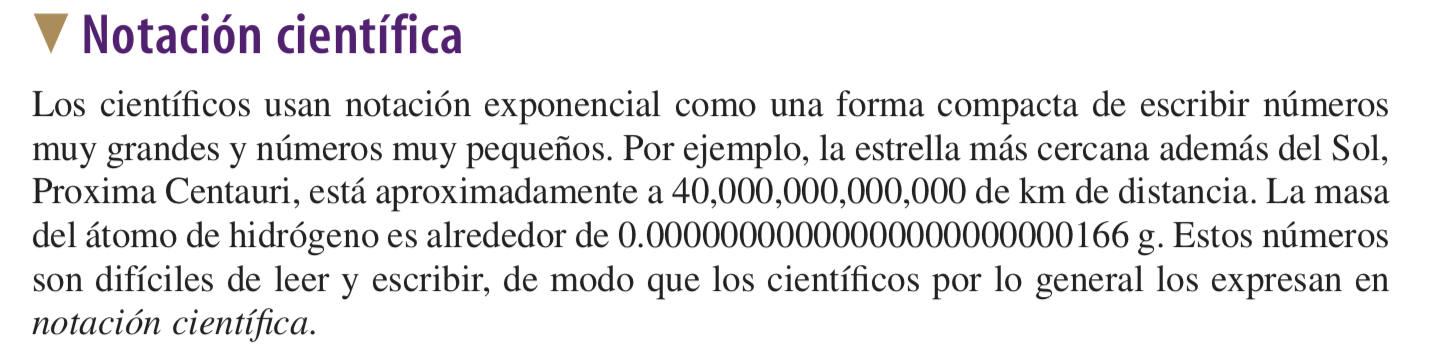 Notación científica
Los científicos usan notación exponencial como una forma compacta de escribir números
muy grandes y números muy pequeños. Por ejemplo, la estrella más cercana además del Sol,
Proxima Centauri, está aproximadamente a 40,000,000,000,000 de km de distancia. La masa
del átomo de hidrógeno es alrededor de 0.00000000000000000000000166 g. Estos números
son difíciles de leer y escribir, de modo que los científicos por lo general los expresan en
notación científica.